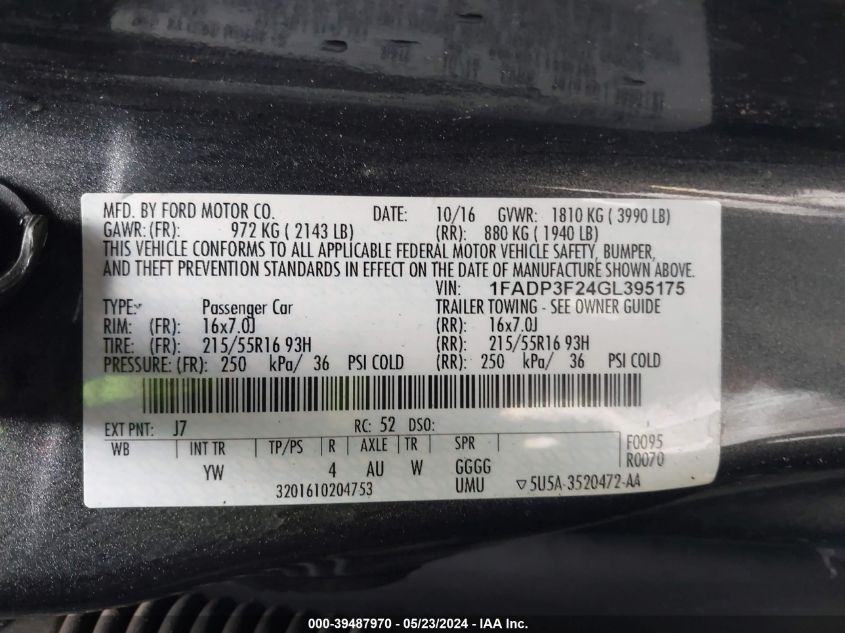 MFD. BY FORD MOTOR CO. DATE: 10/16 GVWR: 1810 KG ( 3990 LB)
GAWR: (FR): 972 KG ( 2143 LB) (RR): 880 KG ( 1940 LB)
THIS VEHICLE CONFORMS TO ALL APPLICABLE FEDERAL MOTOR VEHICLE SAFETY, BUMPER,
AND THEFT PREVENTION STANDARDS IN EFFECT ON THE DATE OF MANUFACTURE SHOWN ABOVE.
VIN: 1FADP3F24GL395175
TYPE: Passenger Car TRAILER TOWING - SEE OWNER GUIDE
RIM: (FR): 16x7.0J (RR): 16x7.0J
TIRE: (FR): 215/55R16 93H (RR): 215/55R16 93H
PRESSURE: (FR): 250 kPa/ 36 PSI COLD (RR): 250 kPa/ 36 PSI COLD
EXT PNT: J7 RC: 52 DSO:
WB INT TR TP/PS R AXLE TR SPR F0095
YW 4 AU W GGGG R0070
3201610204753 UMU ▽5U5A-3520472-AA
000-39487970 - 05/23/2024 - IAA Inc.